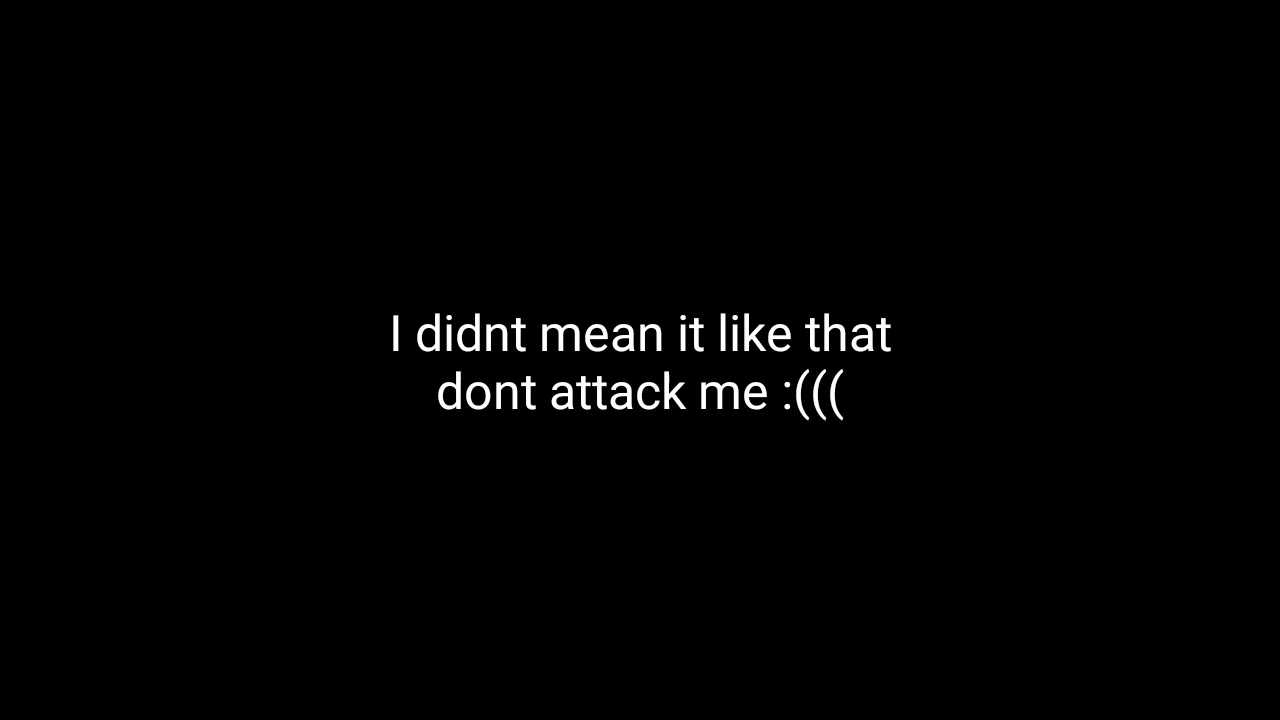 I didnt mean it like that
dont attack me :(((